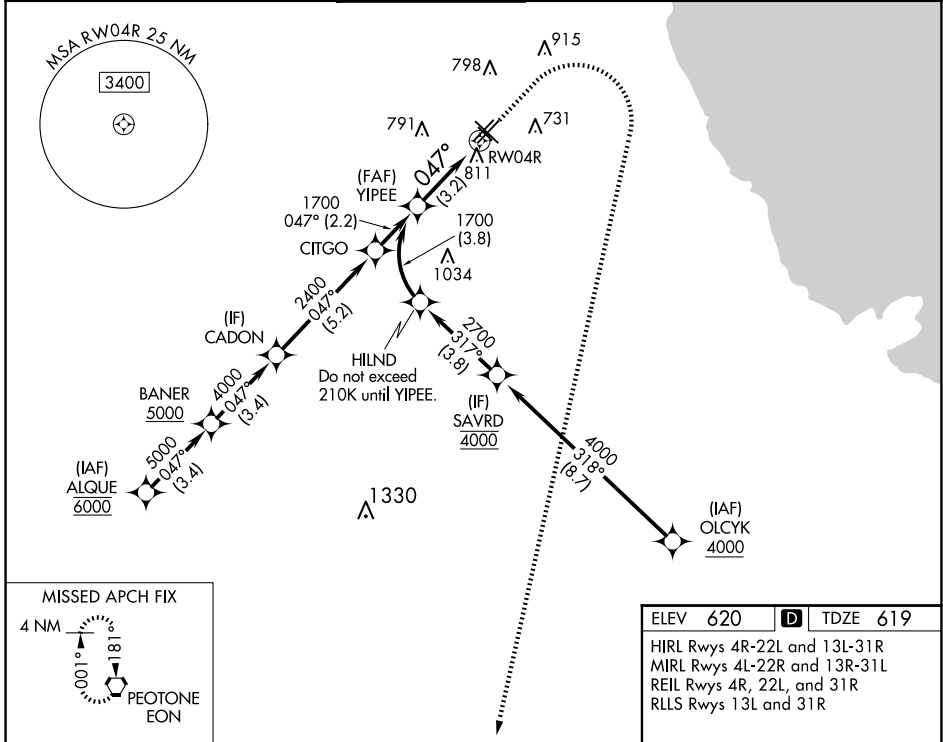 MSA RW04R 25 NM
3400
915
798
791
731
RW04R
811
047°
(3.2)
(FAF)
YIPEE
1700
047° (2.2)
1700
(3.8)
CITGO
1034
2400
047°
(5.2)
(IF)
CADON
HILND
Do not exceed
210K until YIPEE.
2700
317°
(3.8)
BANER
5000
4000
047°
(3.4)
(IF)
SAVRD
4000
5000
047°
(3.4)
(IAF)
ALQUE
6000
4000
318°
(8.7)
1330
(IAF)
OLCYK
4000
MISSED APCH FIX
4 NM
001°
181°
PEOTONE
EON
ELEV 620 D TDZE 619
HIRL Rwys 4R-22L and 13L-31R
MIRL Rwys 4L-22R and 13R-31L
REIL Rwys 4R, 22L, and 31R
RLLS Rwys 13L and 31R